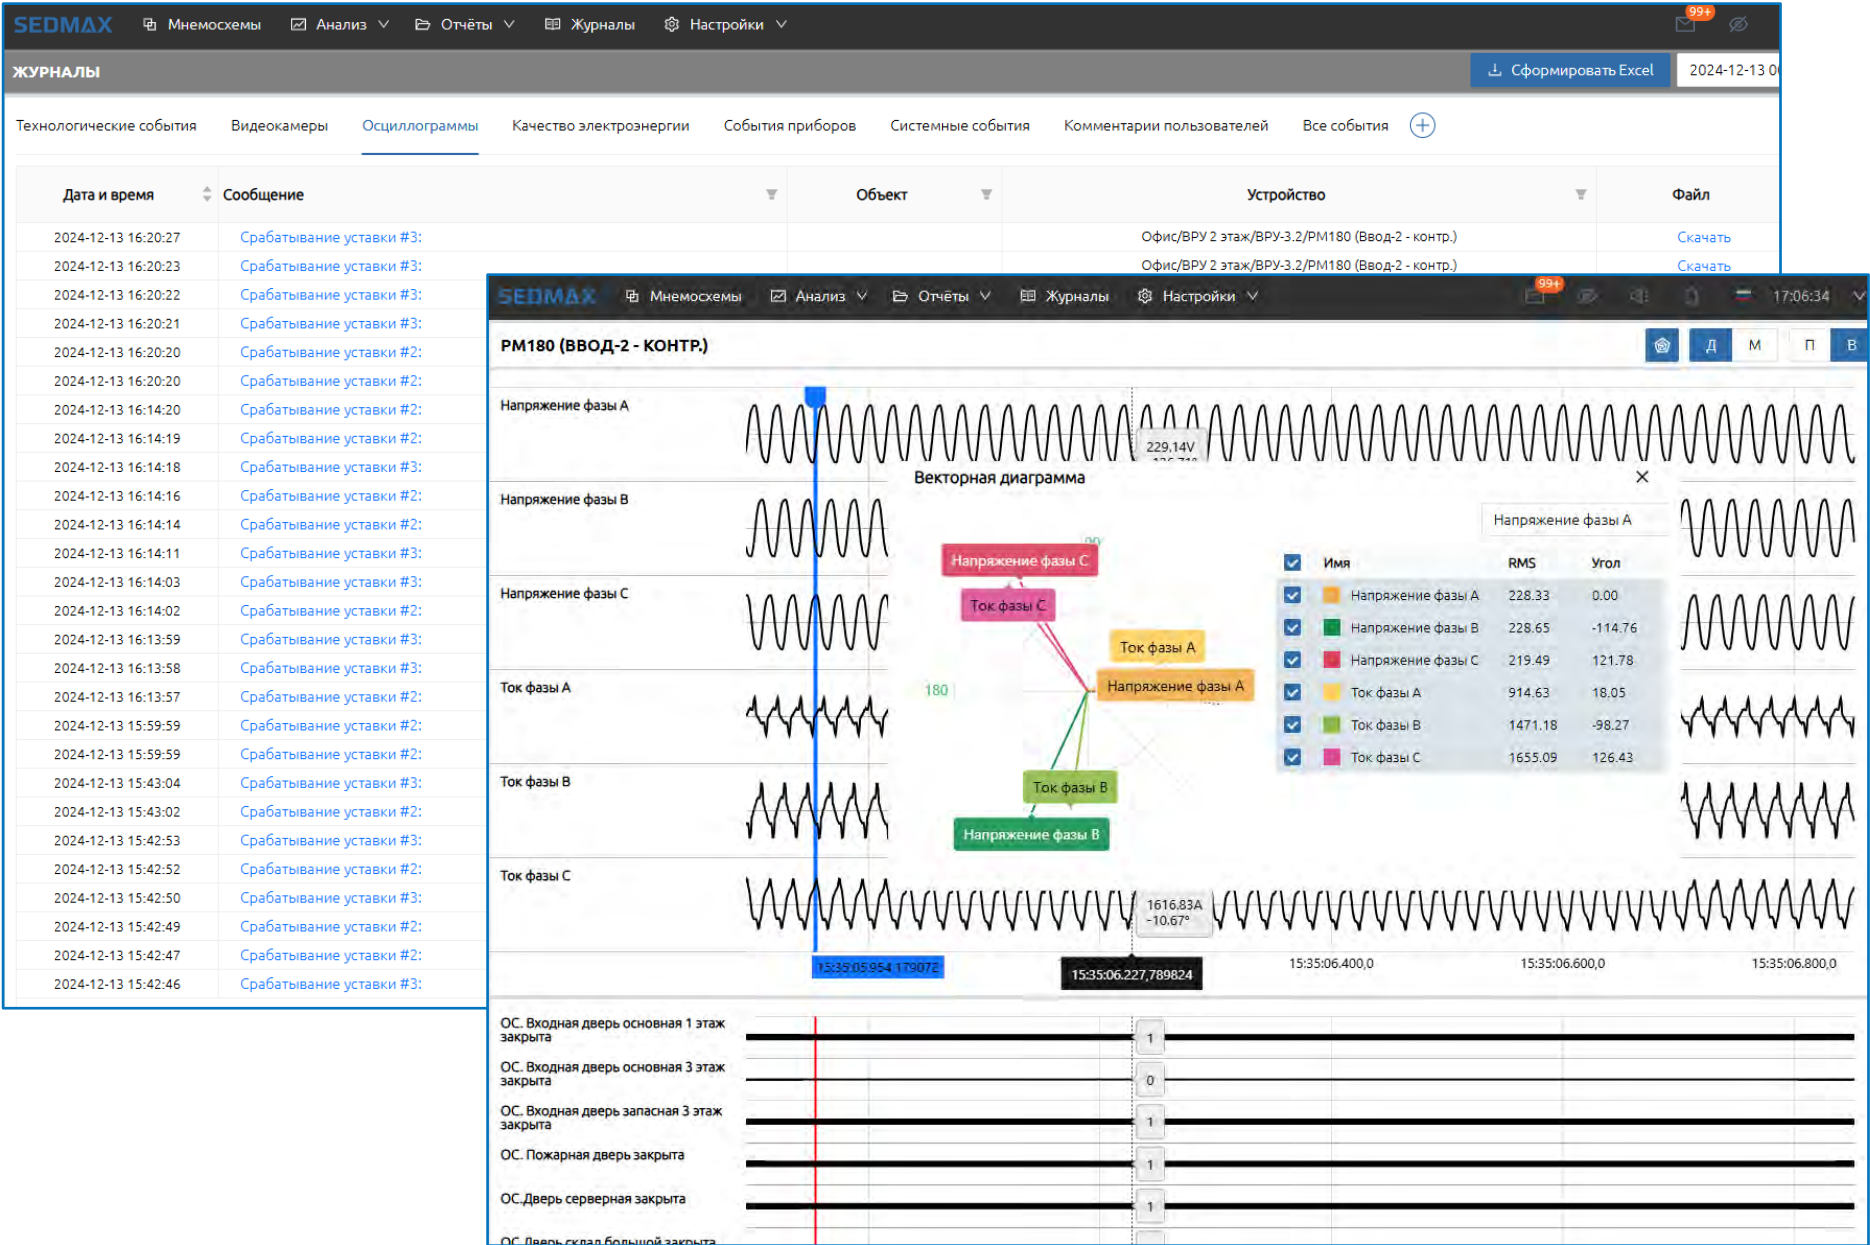 SEDMAX Мнемосхемы Анализ Отчёты Журналы Настройки 99+
ЖУРНАЛЫ Сформировать Excel 2024-12-13
Технологические события Видеокамеры Осциллограммы Качество электроэнергии События приборов Системные события Комментарии пользователей Все события
Дата и время Сообщение Объект Устройство Файл
2024-12-13 16:20:27 Срабатывание уставки #3: Офис/ВРУ 2 этаж/ВРУ-3.2/PM180 (Ввод-2 - контр.) Скачать
2024-12-13 16:20:23 Срабатывание уставки #3: Офис/ВРУ 2 этаж/ВРУ-3.2/PM180 (Ввод-2 - контр.) Скачать
2024-12-13 16:20:22 Срабатывание уставки #3:
2024-12-13 16:20:21 Срабатывание уставки #3:
2024-12-13 16:20:20 Срабатывание уставки #2:
2024-12-13 16:20:20 Срабатывание уставки #2:
2024-12-13 16:14:20 Срабатывание уставки #2:
2024-12-13 16:14:19 Срабатывание уставки #2:
2024-12-13 16:14:18 Срабатывание уставки #3:
2024-12-13 16:14:16 Срабатывание уставки #2:
2024-12-13 16:14:14 Срабатывание уставки #2:
2024-12-13 16:14:11 Срабатывание уставки #3:
2024-12-13 16:14:03 Срабатывание уставки #3:
2024-12-13 16:14:02 Срабатывание уставки #2:
2024-12-13 16:13:59 Срабатывание уставки #3:
2024-12-13 16:13:58 Срабатывание уставки #3:
2024-12-13 16:13:57 Срабатывание уставки #2:
2024-12-13 15:59:59 Срабатывание уставки #2:
2024-12-13 15:59:59 Срабатывание уставки #2:
2024-12-13 15:43:04 Срабатывание уставки #3:
2024-12-13 15:43:02 Срабатывание уставки #2:
2024-12-13 15:42:53 Срабатывание уставки #3:
2024-12-13 15:42:52 Срабатывание уставки #2:
2024-12-13 15:42:50 Срабатывание уставки #3:
2024-12-13 15:42:49 Срабатывание уставки #2:
2024-12-13 15:42:47 Срабатывание уставки #2:
2024-12-13 15:42:46 Срабатывание уставки #3:
SEDMAX Мнемосхемы Анализ Отчёты Журналы Настройки 99+ 17:06:34
PM180 (ВВОД-2 - КОНТР.) Д М П В
Напряжение фазы A
229,14V
Напряжение фазы B
Напряжение фазы C
Ток фазы A
Ток фазы B
Ток фазы C
1616,83A
-10.67°
Векторная диаграмма
Напряжение фазы A
90
180
Напряжение фазы C
Ток фазы C
Ток фазы A
Напряжение фазы A
Ток фазы B
Напряжение фазы B
Имя RMS Угол
Напряжение фазы A 228.33 0.00
Напряжение фазы B 228.65 -114.76
Напряжение фазы C 219.49 121.78
Ток фазы A 914.63 18.05
Ток фазы B 1471.18 -98.27
Ток фазы C 1655.09 126.43
15:35:05.954,179072 15:35:06.227,789824 15:35:06.400,0 15:35:06.600,0 15:35:06.800,0
ОС. Входная дверь основная 1 этаж
закрыта
1
ОС. Входная дверь основная 3 этаж
закрыта
0
ОС. Входная дверь запасная 3 этаж
закрыта
1
ОС. Пожарная дверь закрыта
1
ОС.Дверь серверная закрыта
1
ОС.Дверь склад большой закрыта